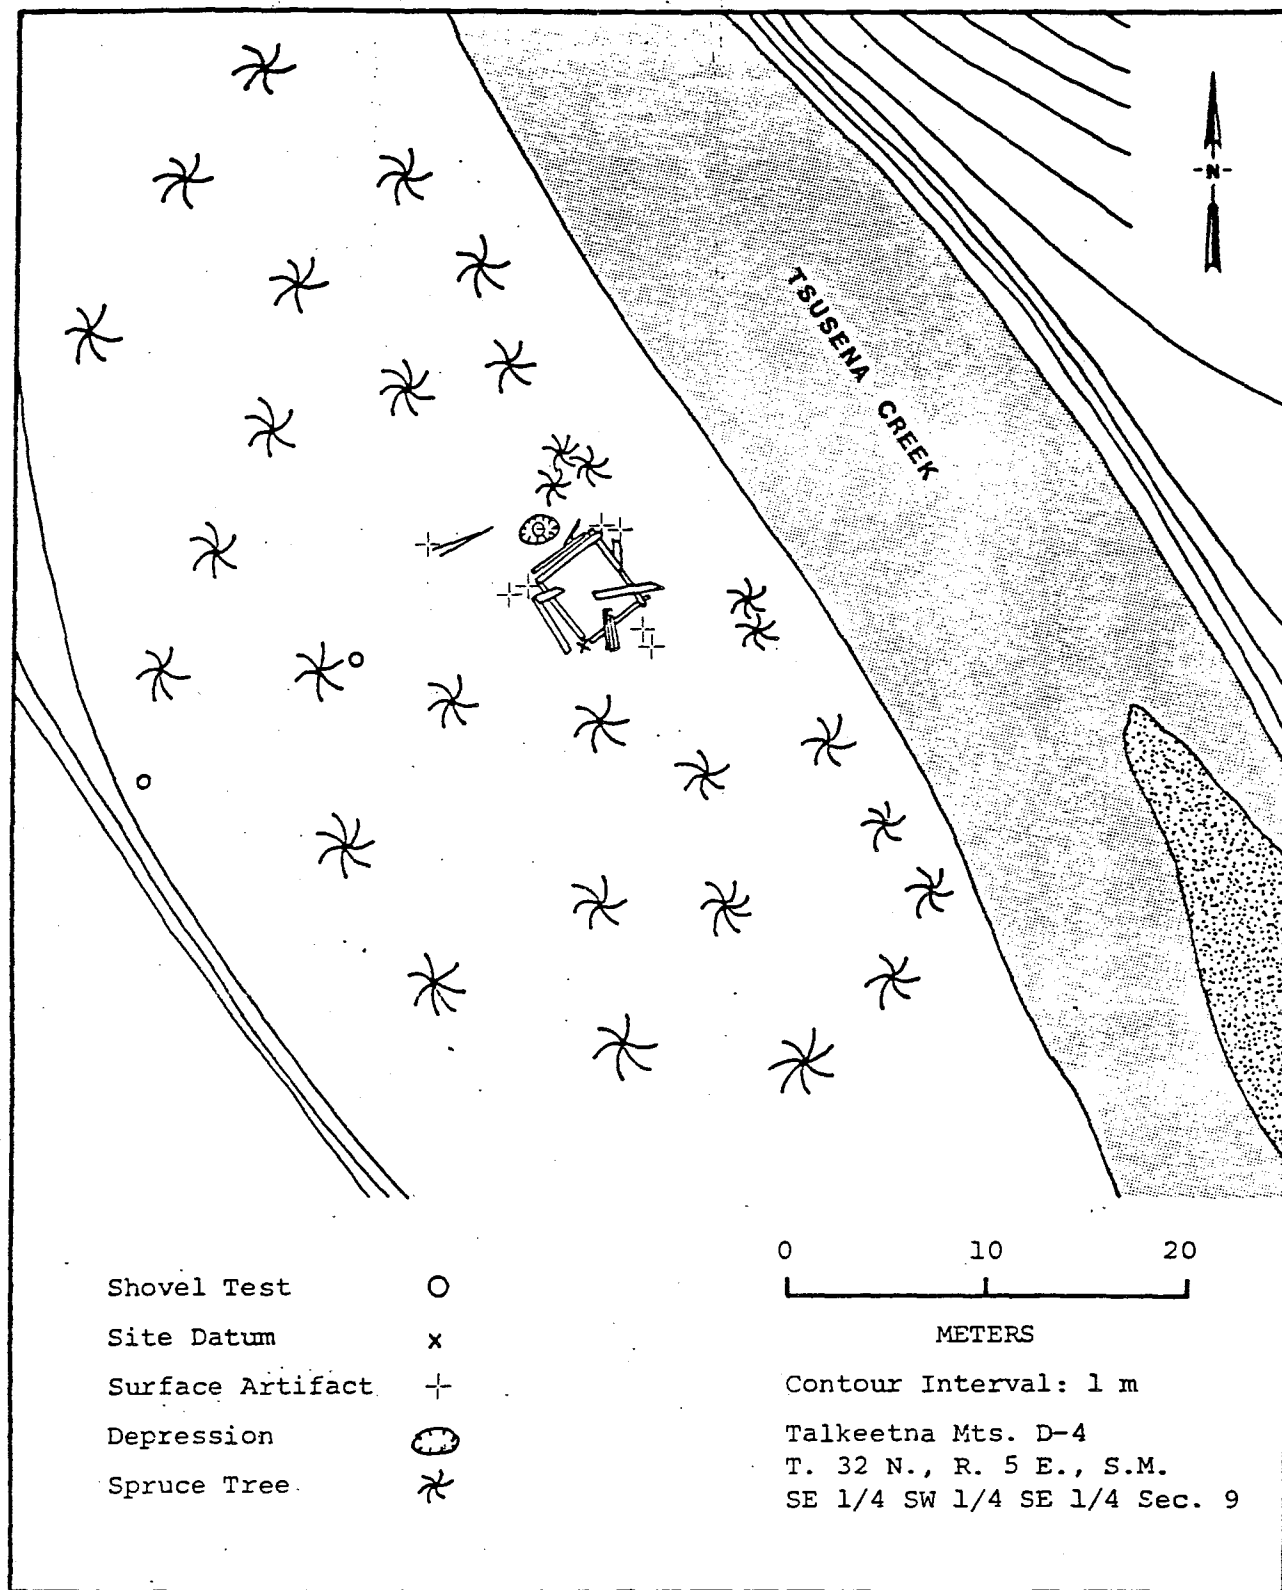 -N-
TSUSENA CREEK
Shovel Test
Site Datum
Surface Artifact
Depression
Spruce Tree
0 10 20
METERS
Contour Interval: 1 m
Talkeetna Mts. D-4
T. 32 N., R. 5 E., S.M.
SE 1/4 SW 1/4 SE 1/4 Sec. 9